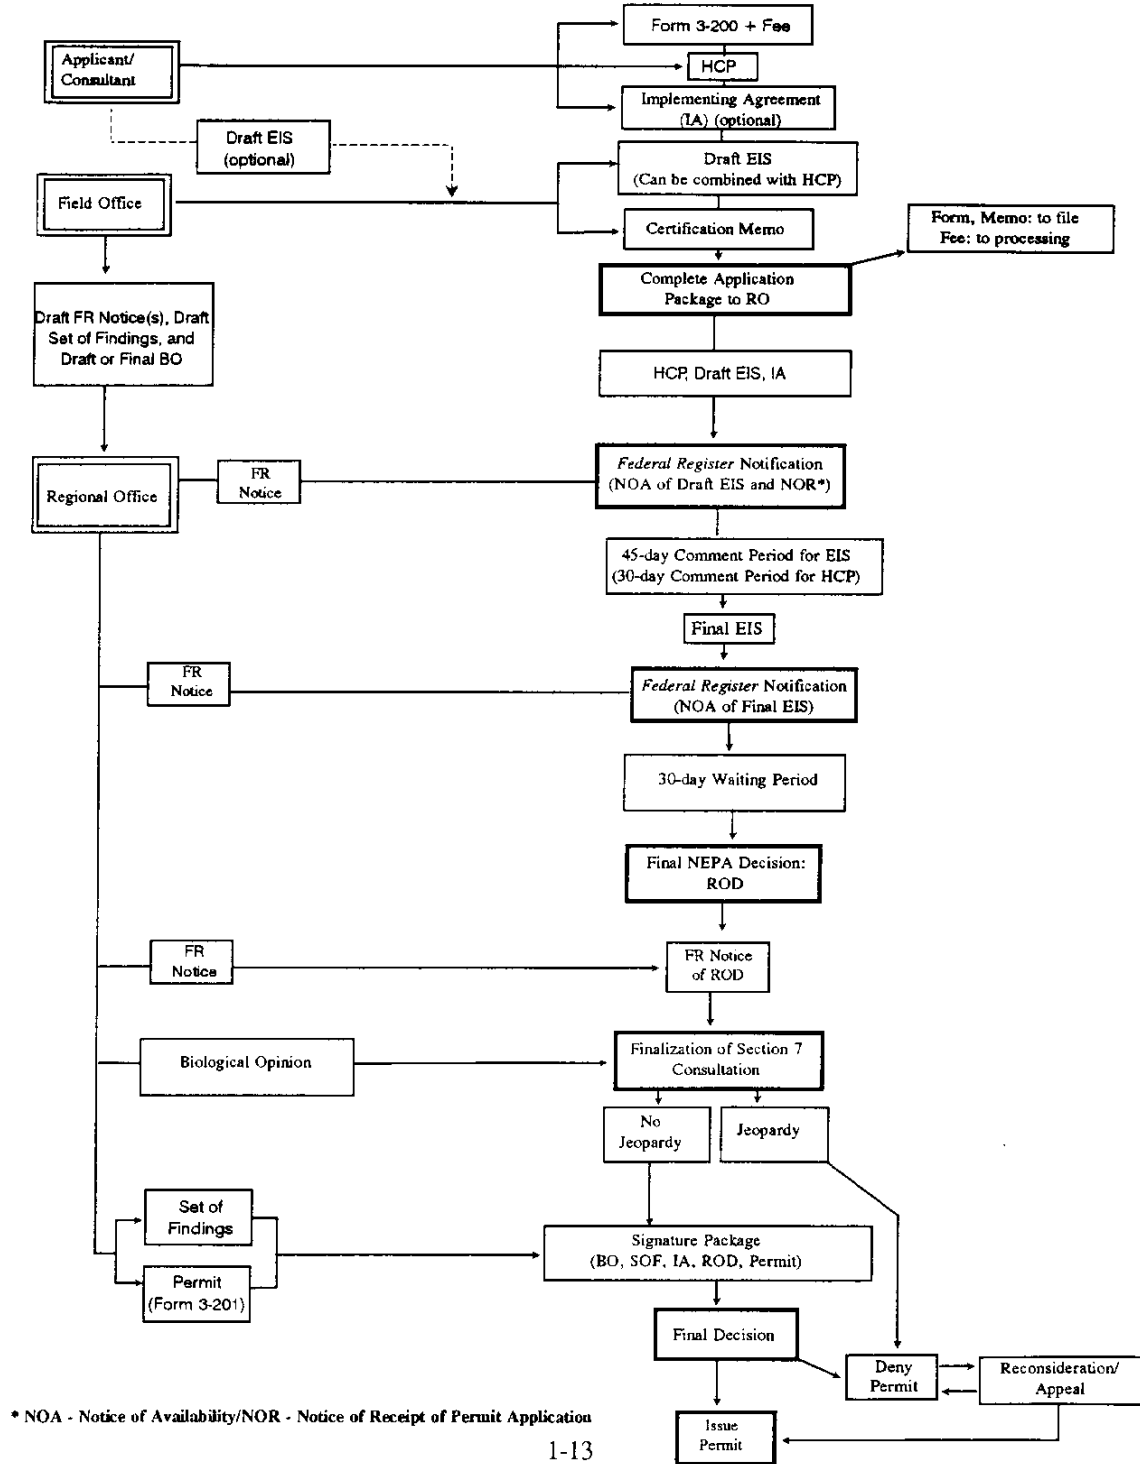 Form 3-200 + Fee
Applicant/
Consultant
HCP
Implementing Agreement
(IA) (optional)
Draft EIS
(optional)
Draft EIS
(Can be combined with HCP)
Field Office
Certification Memo
Form, Memo: to file
Fee: to processing
Complete Application
Package to RO
Draft FR Notice(s), Draft
Set of Findings, and
Draft or Final BO
HCP, Draft EIS, IA
Regional Office
FR
Notice
Federal Register Notification
(NOA of Draft EIS and NOR*)
45-day Comment Period for EIS
(30-day Comment Period for HCP)
Final EIS
FR
Notice
Federal Register Notification
(NOA of Final EIS)
30-day Waiting Period
Final NEPA Decision:
ROD
FR
Notice
FR Notice
of ROD
Biological Opinion
Finalization of Section 7
Consultation
No
Jeopardy
Jeopardy
Set of
Findings
Permit
(Form 3-201)
Signature Package
(BO, SOF, IA, ROD, Permit)
Final Decision
Deny
Permit
Reconsideration/
Appeal
* NOA - Notice of Availability/NOR - Notice of Receipt of Permit Application
Issue
Permit
1-13